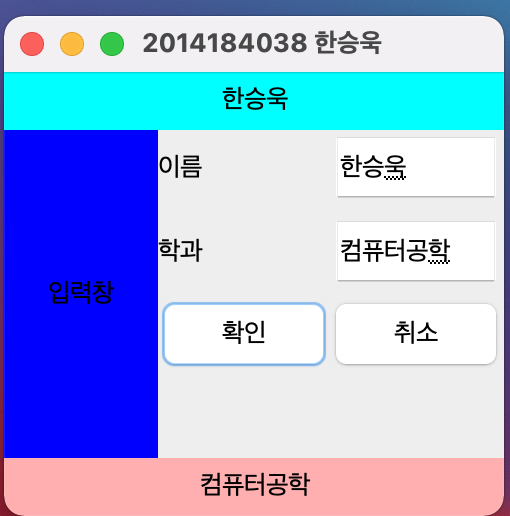 2014184038 한승욱
한승욱
이름 한승욱
학과 컴퓨터공학
입력창
확인 취소
컴퓨터공학